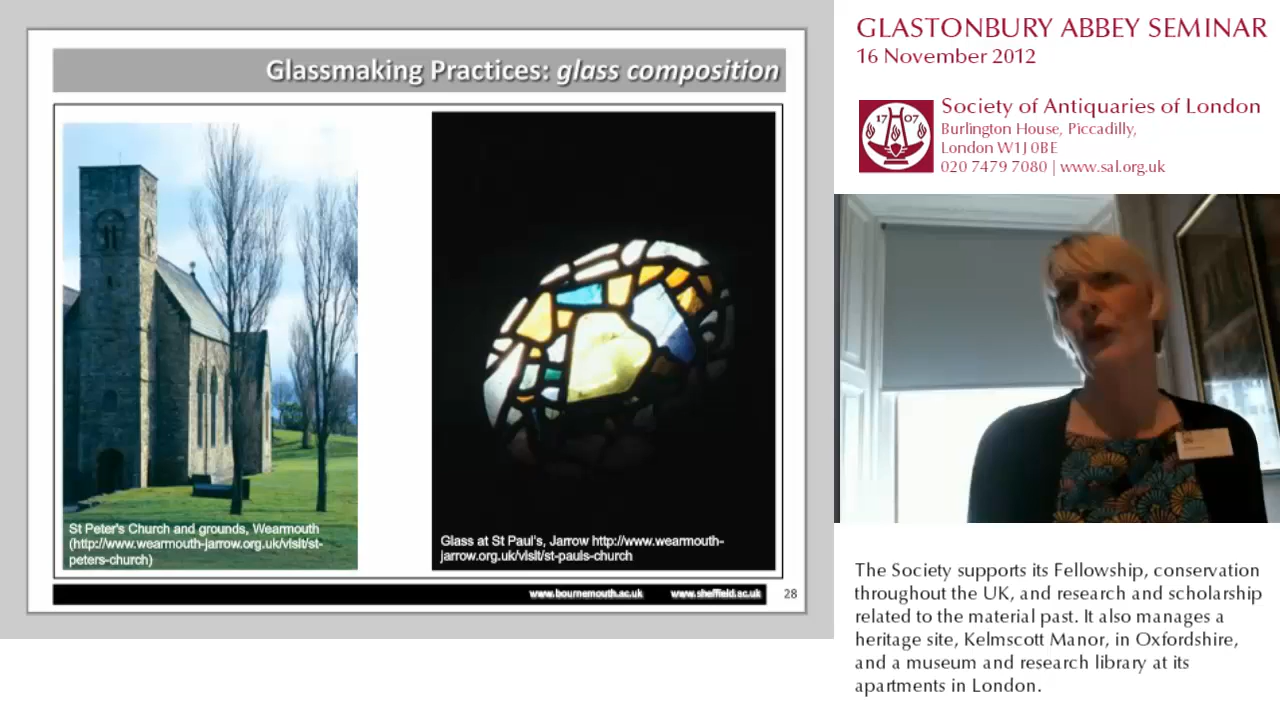 Glassmaking Practices: glass composition
St Peter's Church and grounds, Wearmouth
(http://www.wearmouth-jarrow.org.uk/visit/st-
peters-church)
Glass at St Paul's, Jarrow http://www.wearmouth-
jarrow.org.uk/visit/st-pauls-church
www.bournemouth.ac.uk www.sheffield.ac.uk 28
GLASTONBURY ABBEY SEMINAR
16 November 2012
17 07
Society of Antiquaries of London
Burlington House, Piccadilly,
London W1J 0BE
020 7479 7080 | www.sal.org.uk
The Society supports its Fellowship, conservation
throughout the UK, and research and scholarship
related to the material past. It also manages a
heritage site, Kelmscott Manor, in Oxfordshire,
and a museum and research library at its
apartments in London.